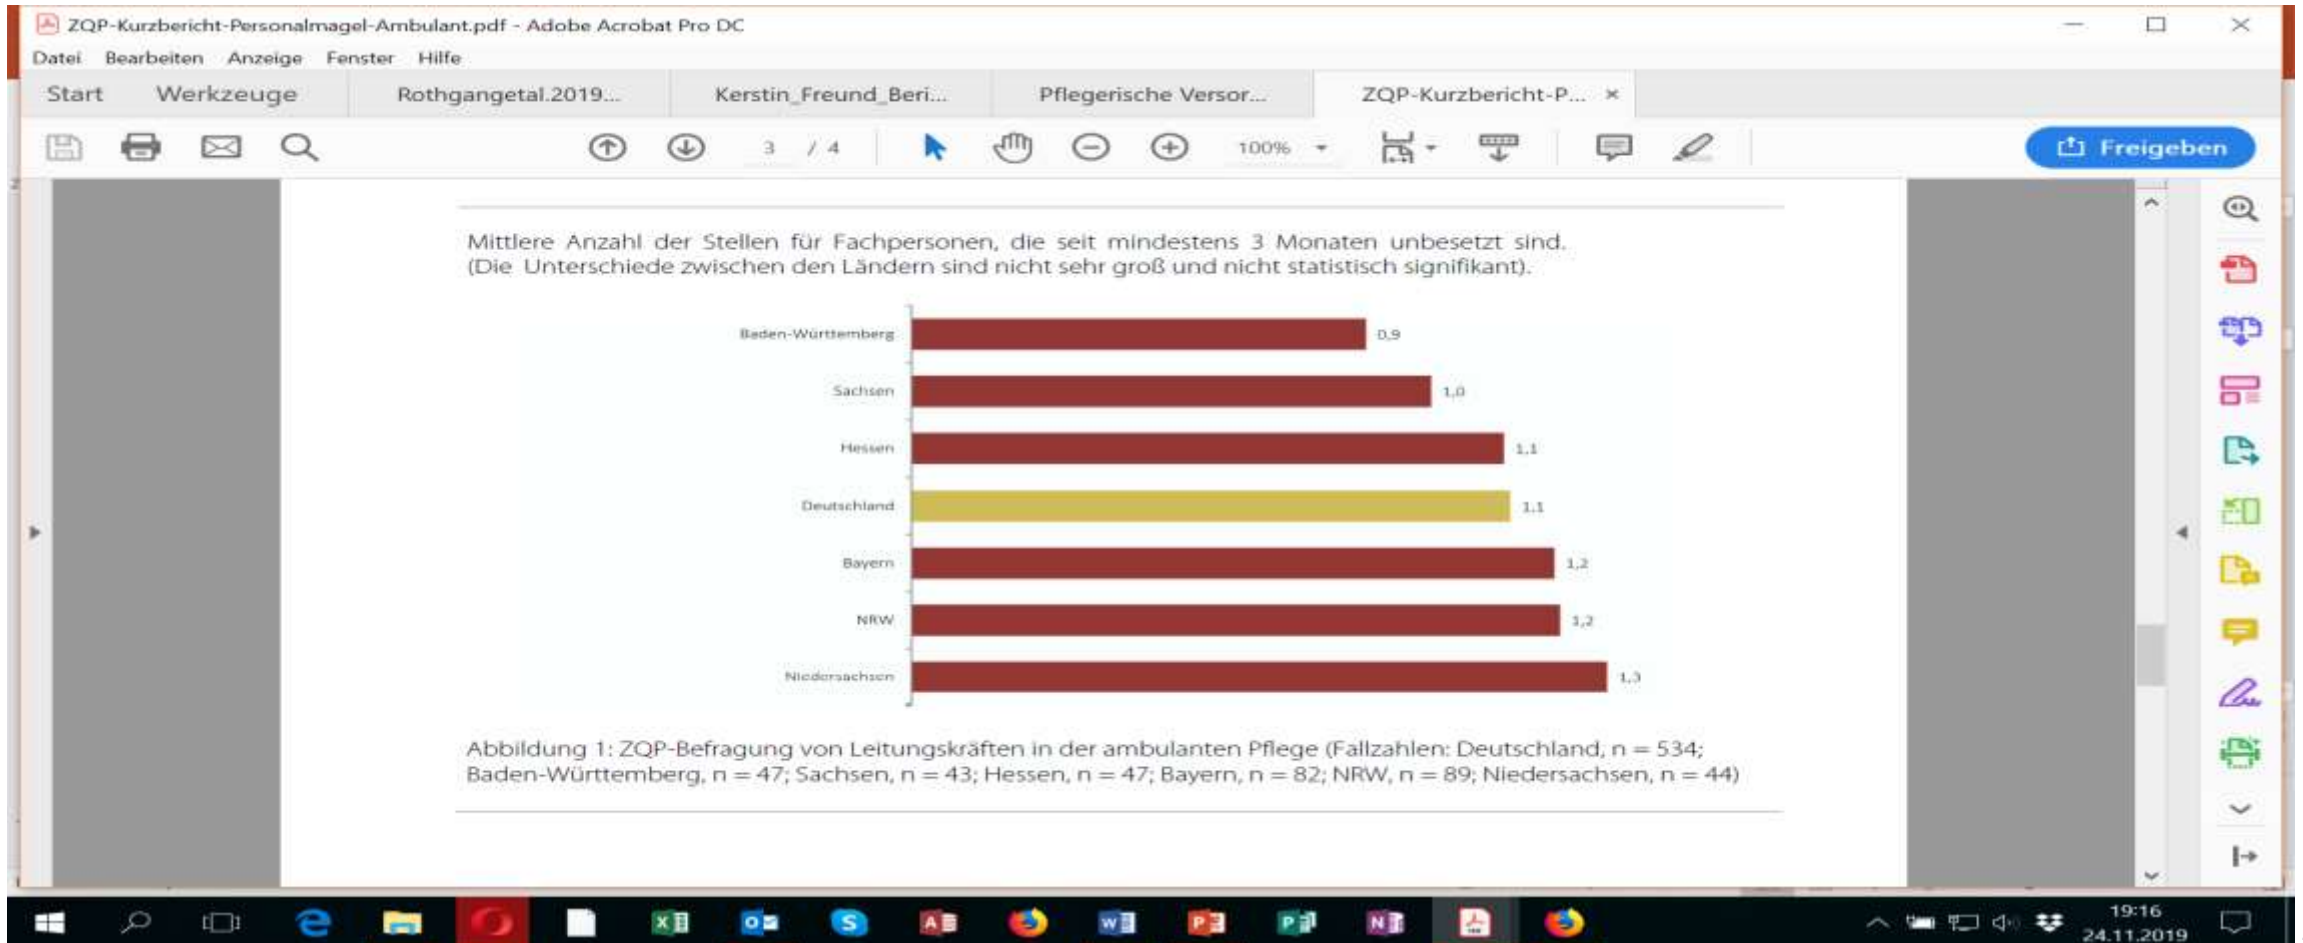 ZQP-Kurzbericht-Personalmagel-Ambulant.pdf - Adobe Acrobat Pro DC
Datei Bearbeiten Anzeige Fenster Hilfe
Start Werkzeuge Rothgangetal.2019... Kerstin_Freund_Beri... Pflegerische Versor... ZQP-Kurzbericht-P... ×
3 / 4 100% Freigeben
Mittlere Anzahl der Stellen für Fachpersonen, die seit mindestens 3 Monaten unbesetzt sind.
(Die Unterschiede zwischen den Ländern sind nicht sehr groß und nicht statistisch signifikant).
Baden-Württemberg 0,9
Sachsen 1,0
Hessen 1,1
Deutschland 1,1
Bayern 1,2
NRW 1,2
Niedersachsen 1,3
Abbildung 1: ZQP-Befragung von Leitungskräften in der ambulanten Pflege (Fallzahlen: Deutschland, n = 534;
Baden-Württemberg, n = 47; Sachsen, n = 43; Hessen, n = 47; Bayern, n = 82; NRW, n = 89; Niedersachsen, n = 44)
19:16
24.11.2019